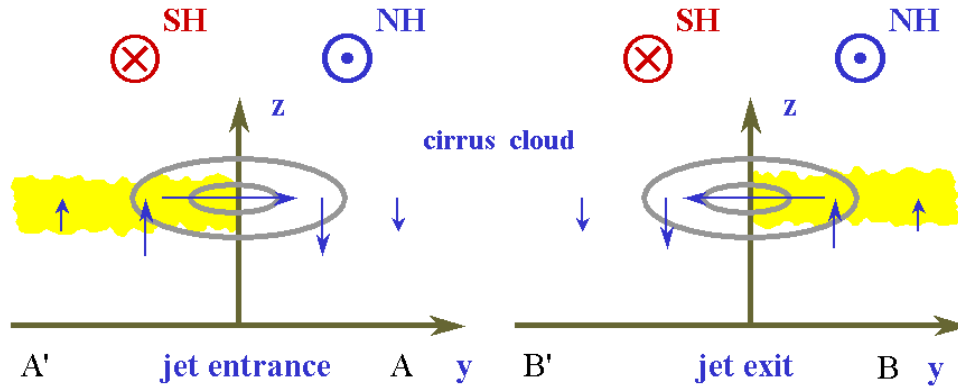 SH NH SH NH
z z
cirrus cloud
A' jet entrance A y B' jet exit B y